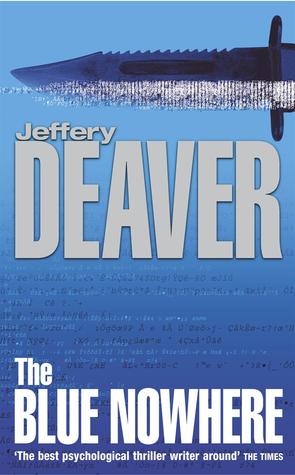 Jeffery
DEAVER
The
BLUE NOWHERE
'The best psychological thriller writer around' THE TIMES